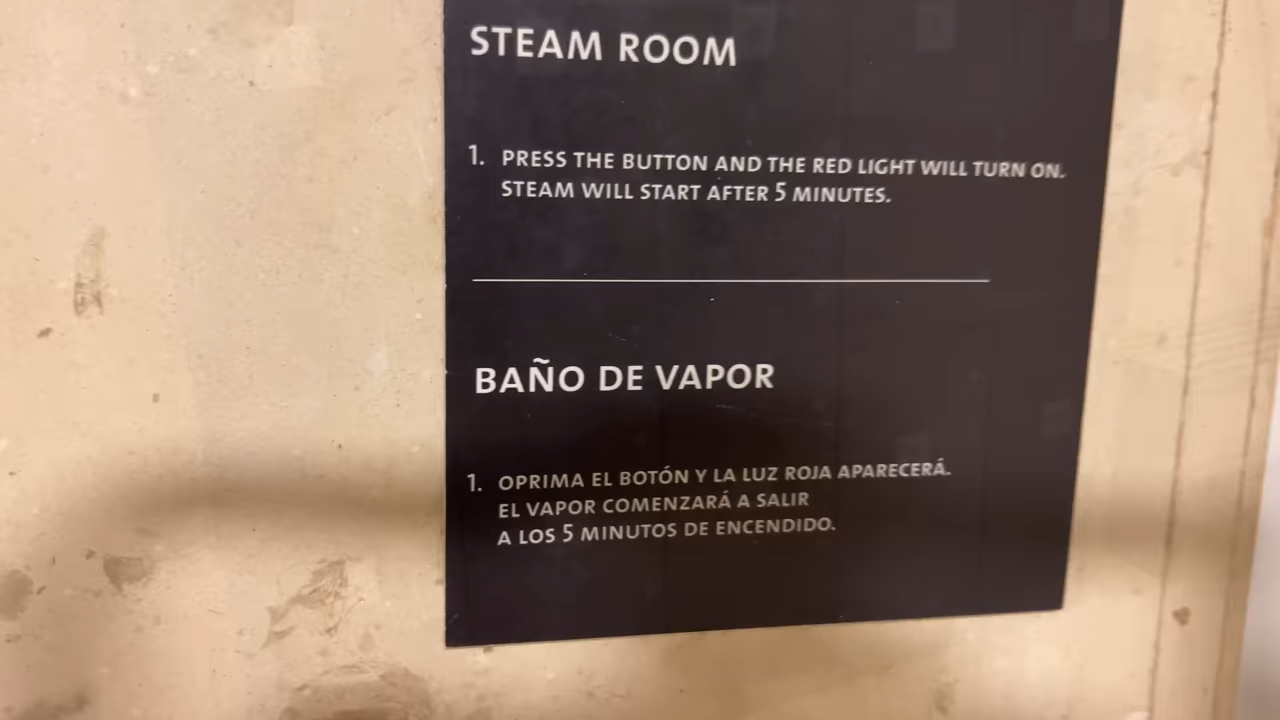 STEAM ROOM
1. PRESS THE BUTTON AND THE RED LIGHT WILL TURN ON.
STEAM WILL START AFTER 5 MINUTES.
BAÑO DE VAPOR
1. OPRIMA EL BOTÓN Y LA LUZ ROJA APARECERÁ.
EL VAPOR COMENZARÁ A SALIR
A LOS 5 MINUTOS DE ENCENDIDO.